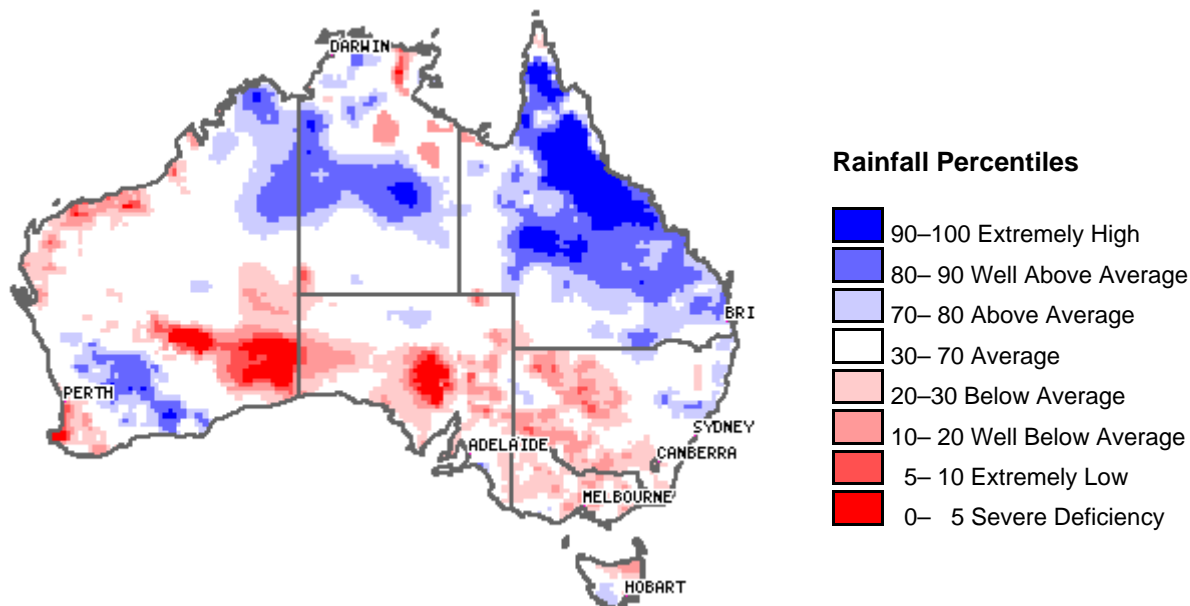 DARWIN
Rainfall Percentiles
90–100 Extremely High
80– 90 Well Above Average
70– 80 Above Average
BRI
30– 70 Average
20–30 Below Average
PERTH
SYDNEY
10– 20 Well Below Average
ADELAIDE
CANBERRA
5– 10 Extremely Low
MELBOURNE
0– 5 Severe Deficiency
HOBART